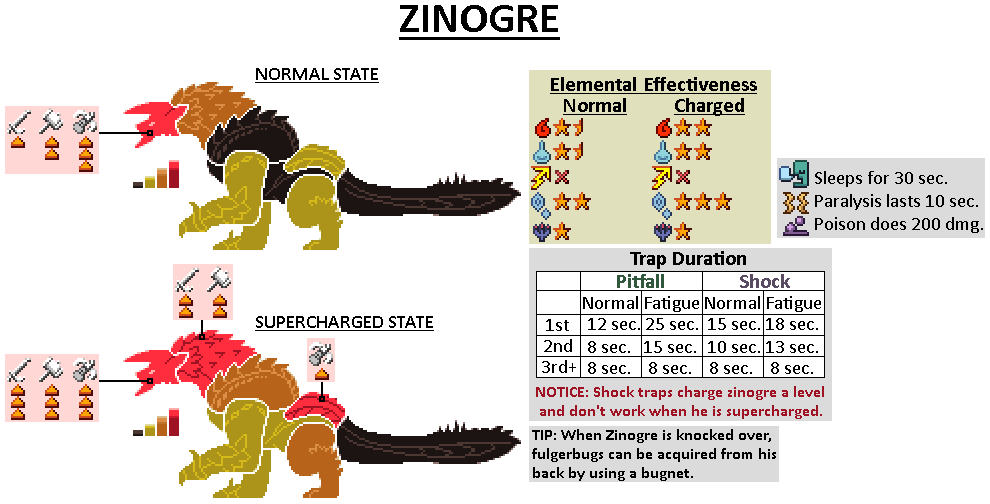 ZINOGRE
NORMAL STATE
Elemental Effectiveness
Normal Charged
Sleeps for 30 sec.
Paralysis lasts 10 sec.
Poison does 200 dmg.
SUPERCHARGED STATE
Trap Duration
Pitfall Shock
Normal Fatigue Normal Fatigue
1st 12 sec. 25 sec. 15 sec. 18 sec.
2nd 8 sec. 15 sec. 10 sec. 13 sec.
3rd+ 8 sec. 8 sec. 8 sec. 8 sec.
NOTICE: Shock traps charge zinogre a level
and don't work when he is supercharged.
TIP: When Zinogre is knocked over,
fulgerbugs can be acquired from his
back by using a bugnet.